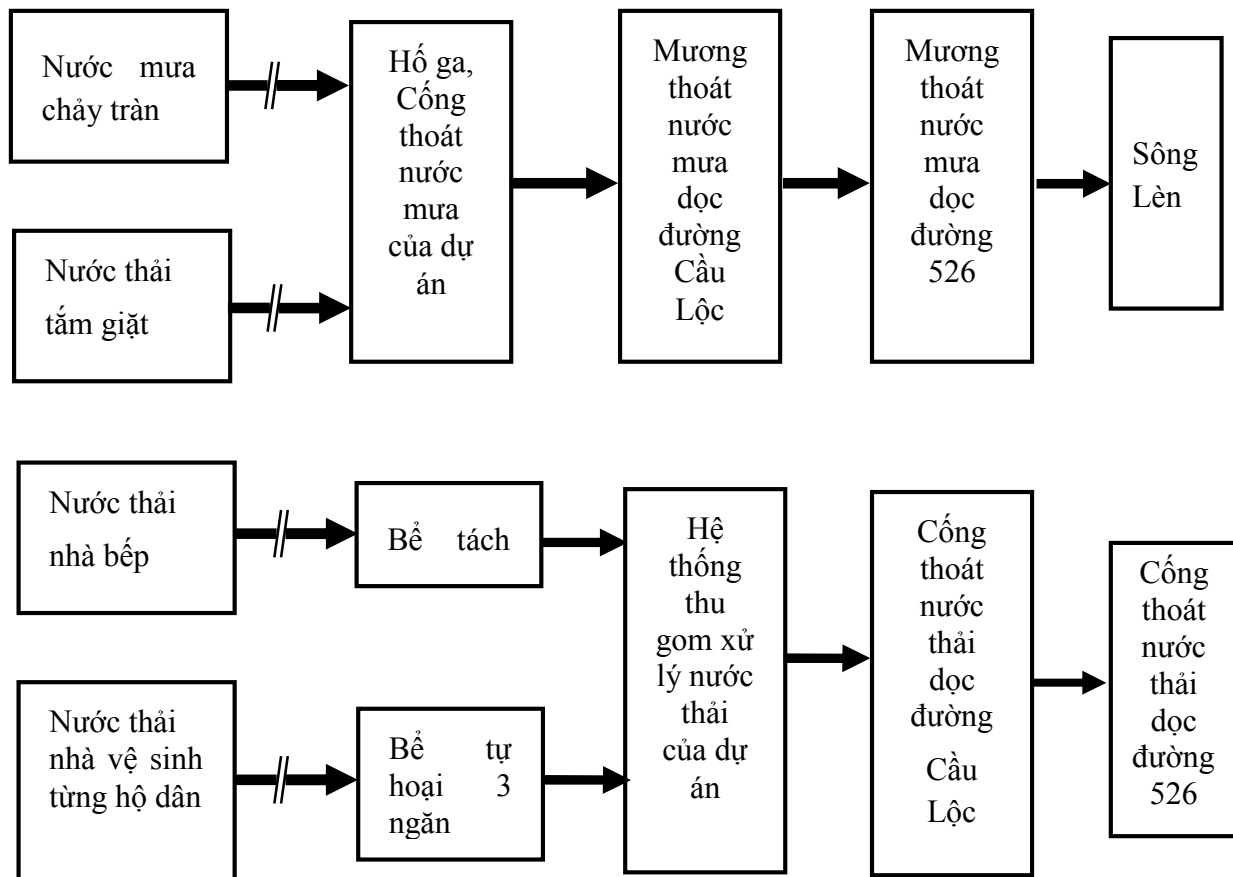 Nước mưa
chảy tràn
Hố ga,
Cống
thoát
nước
mưa
của dự
án
Mương
thoát
nước
mưa
dọc
đường
Cầu
Lộc
Mương
thoát
nước
mưa
dọc
đường
526
Sông
Lèn
Nước thải
tắm giặt
Nước thải
nhà bếp
Bể tách
Hệ
thống
thu
gom xử
lý nước
thải
của dự
án
Cống
thoát
nước
thải
dọc
đường
Cầu
Lộc
Cống
thoát
nước
thải
dọc
đường
526
Nước thải
nhà vệ sinh
từng hộ dân
Bể tự
hoại 3
ngăn